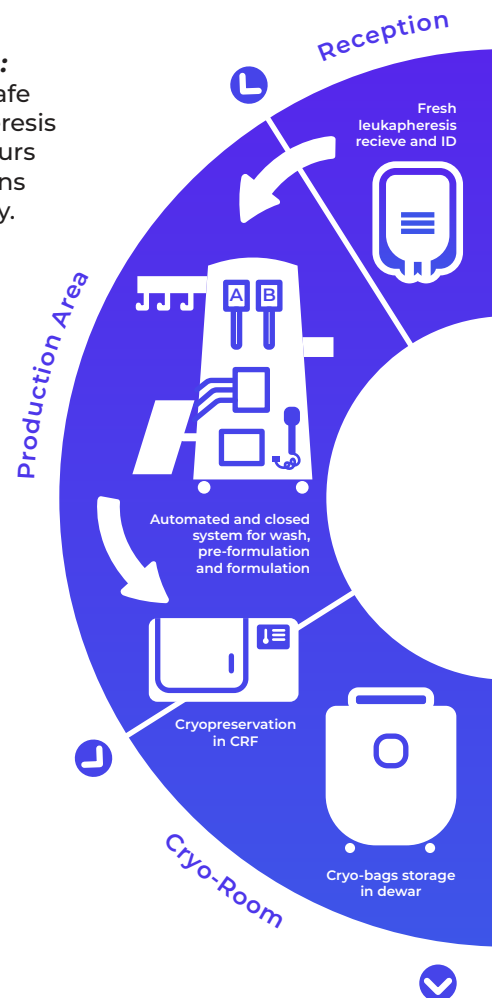 :
afe
eresis
urs
ns
y.
Reception
Fresh
leukapheresis
recieve and ID
Production Area
A B
Automated and closed
system for wash,
pre-formulation
and formulation
Cryopreservation
in CRF
Cryo-Room
Cryo-bags storage
in dewar